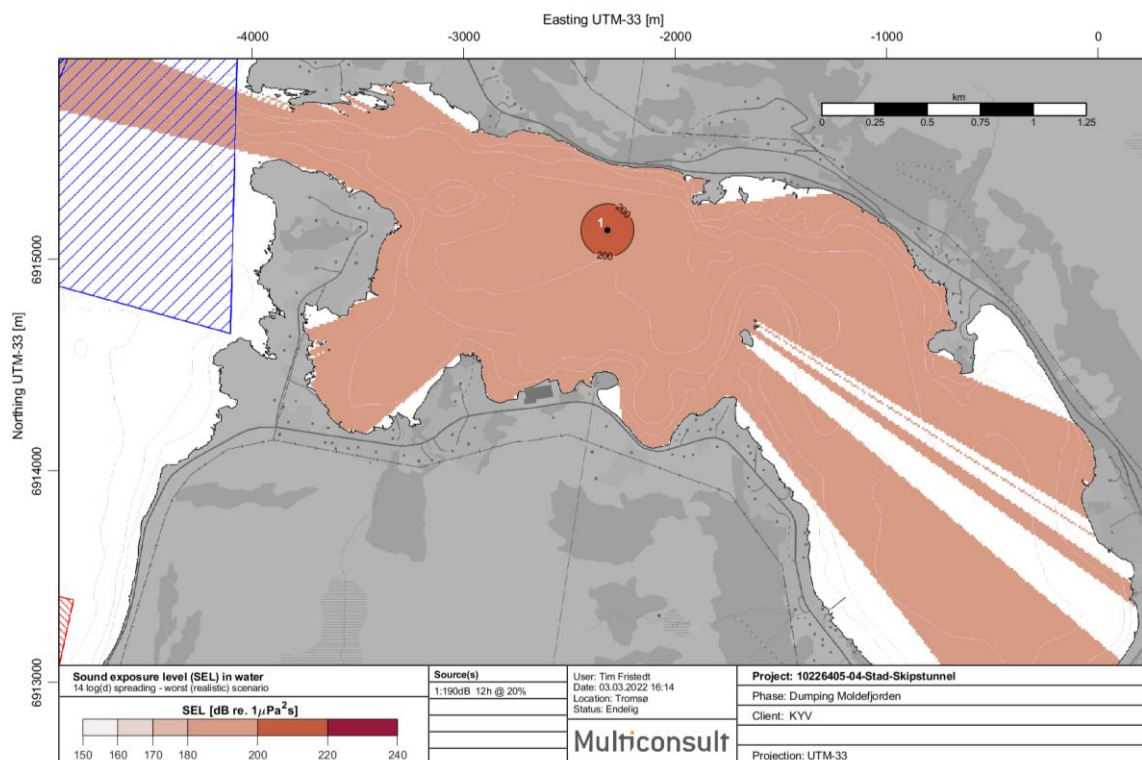 Easting UTM-33 [m]
-4000 -3000 -2000 -1000 0
km
0 0.25 0.5 0.75 1 1.25
Northing UTM-33 [m]
6915000
6914000
6913000
1
200
200
Sound exposure level (SEL) in water
14 log(d) spreading - worst (realistic) scenario
SEL [dB re. 1μPa²s]
150 160 170 180 200 220 240
Source(s)
1:190dB 12h @ 20%
User: Tim Fristedt
Date: 03.03.2022 16:14
Location: Tromsø
Status: Endelig
Multiconsult
Project: 10226405-04-Stad-Skipstunnel
Phase: Dumping Moldefjorden
Client: KYV
Projection: UTM-33